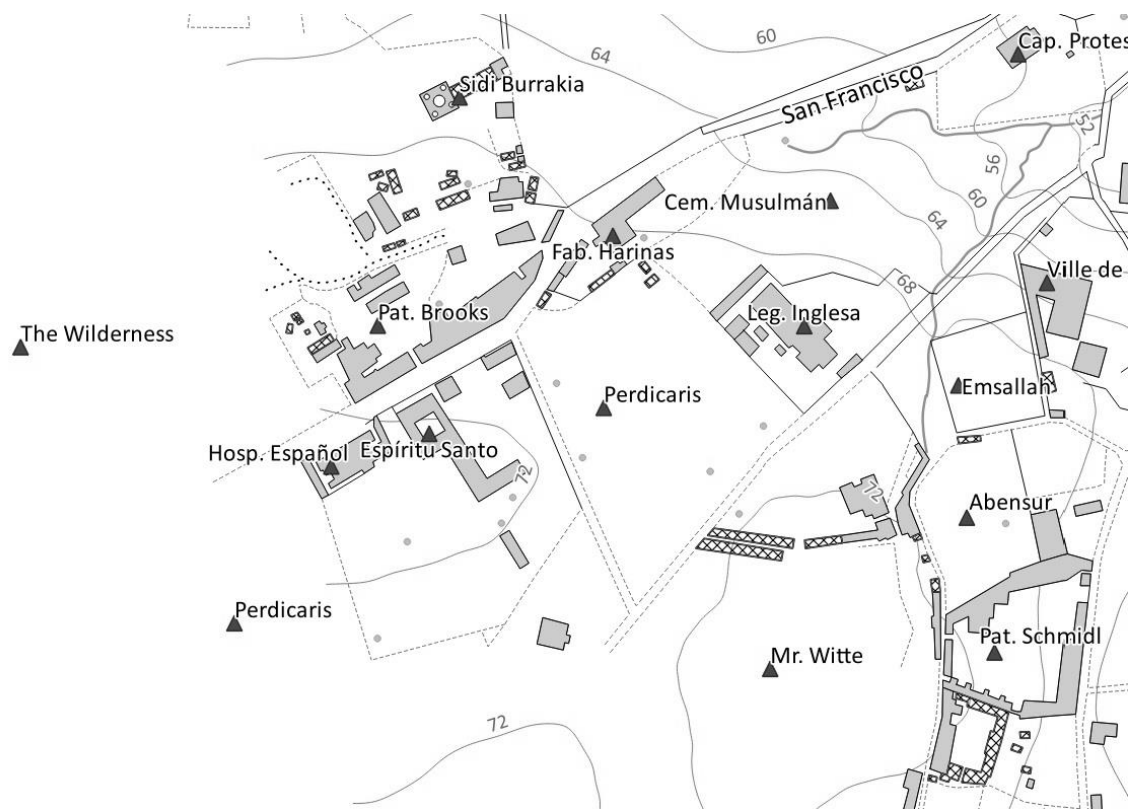 60
Cap. Protes
64
Sidi Burrakia
San Francisco
52
56
Cem. Musulmán
60
64
Fab. Harinas
68
Ville de
Pat. Brooks
Leg. Inglesa
The Wilderness
Perdicaris
Emsallah
Hosp. Español
Espíritu Santo
72
72
Abensur
Perdicaris
Pat. Schmidl
Mr. Witte
72